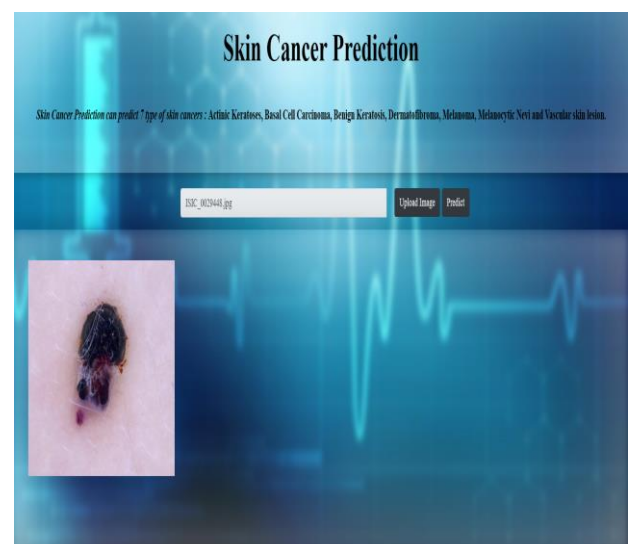 Skin Cancer Prediction
Skin Cancer Prediction can predict 7 type of skin cancers : Actinic Keratoses, Basal Cell Carcinoma, Benign Keratosis, Dermatofibroma, Melanoma, Melanocytic Nevi and Vascular skin lesion.
ISIC_0029448.jpg
Upload Image
Predict